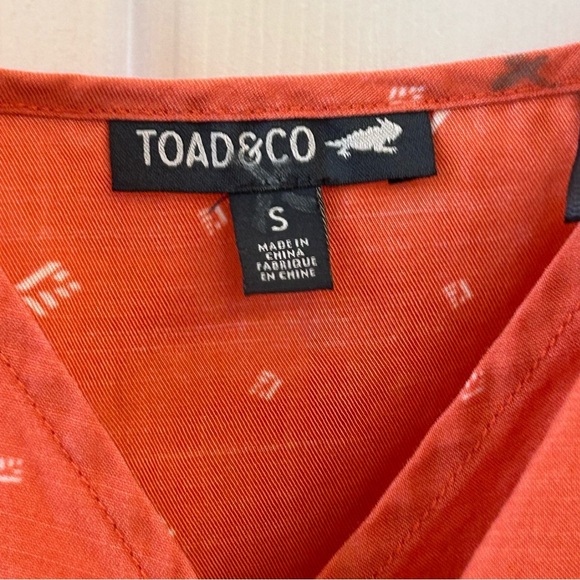 TOAD&CO
S
MADE IN
CHINA
FABRIQUE
EN CHINE